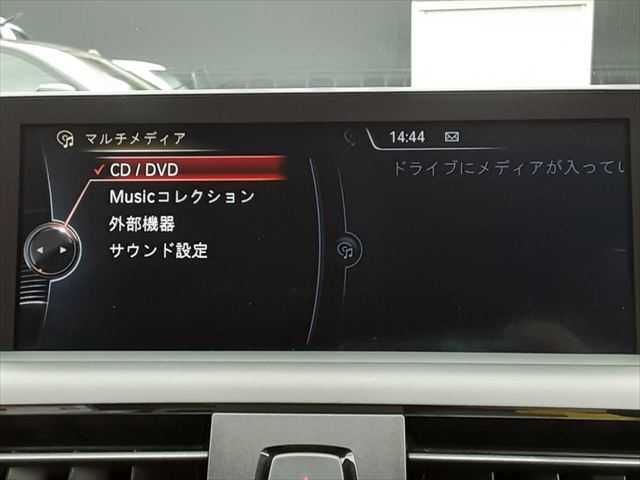 マルチメディア
14:44
CD / DVD
ドライブにメディアが入ってい
Musicコレクション
外部機器
サウンド設定